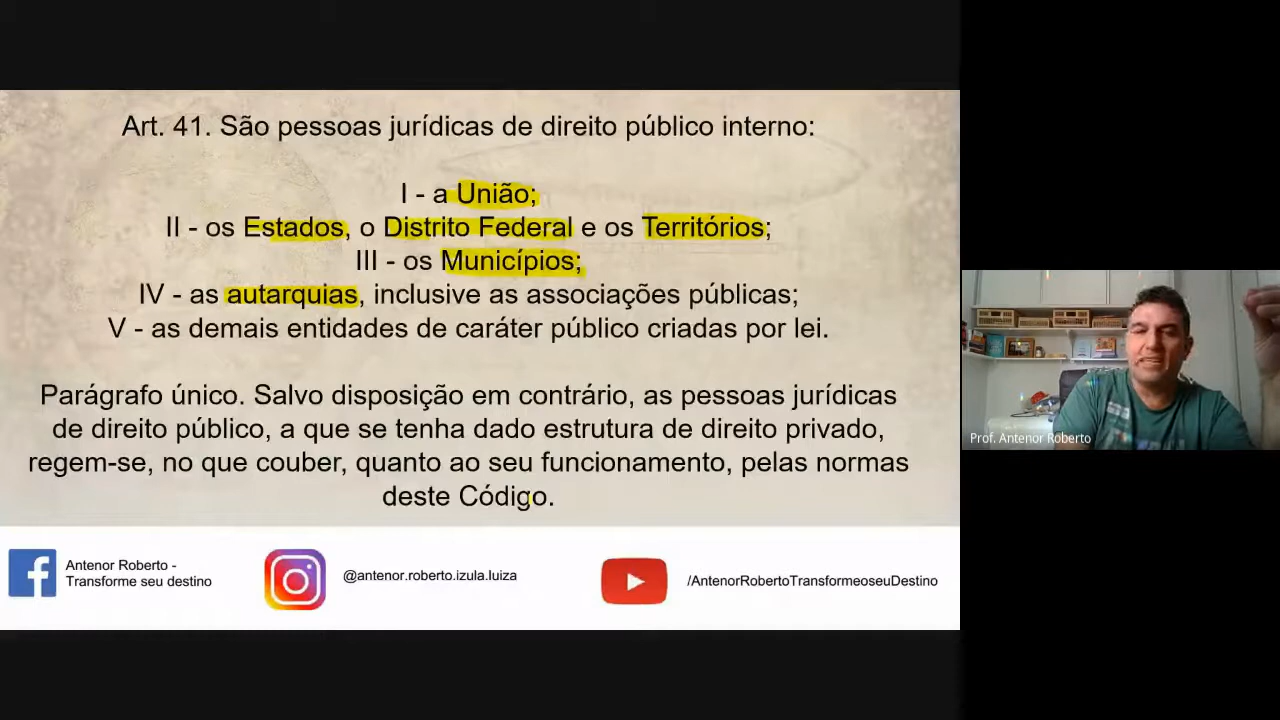 Art. 41. São pessoas jurídicas de direito público interno:
I - a União;
II - os Estados, o Distrito Federal e os Territórios;
III - os Municípios;
IV - as autarquias, inclusive as associações públicas;
V - as demais entidades de caráter público criadas por lei.
Parágrafo único. Salvo disposição em contrário, as pessoas jurídicas
de direito público, a que se tenha dado estrutura de direito privado,
regem-se, no que couber, quanto ao seu funcionamento, pelas normas
deste Código.
Antenor Roberto -
Transforme seu destino
@antenor.roberto.izula.luiza
/AntenorRobertoTransformeoseuDestino
Prof. Antenor Roberto